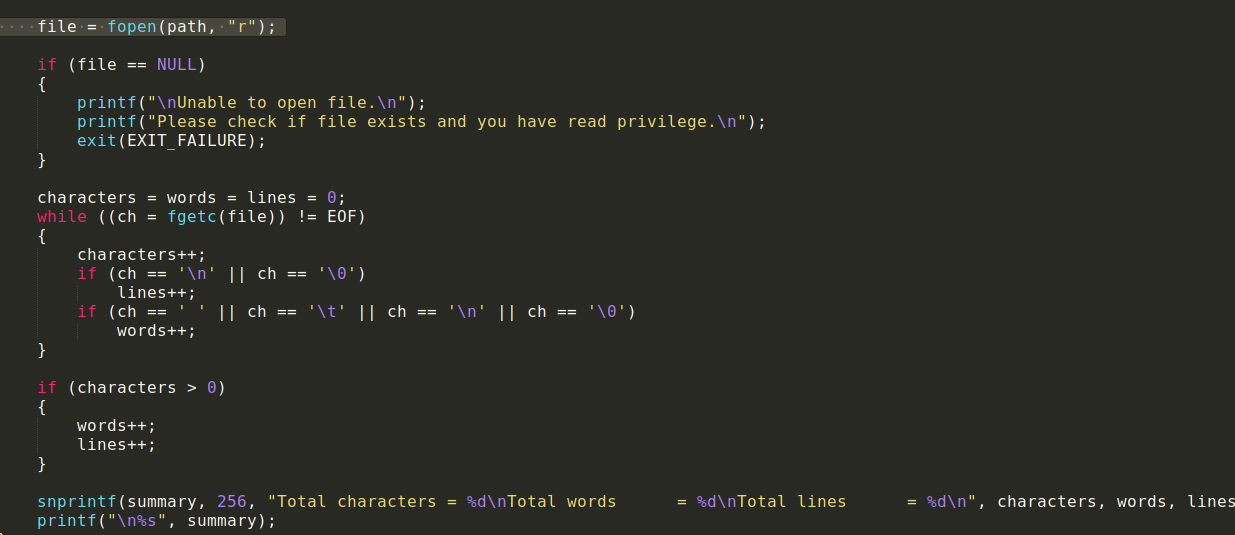 file = fopen(path, "r");
if (file == NULL)
{
printf("\nUnable to open file.\n");
printf("Please check if file exists and you have read privilege.\n");
exit(EXIT_FAILURE);
}
characters = words = lines = 0;
while ((ch = fgetc(file)) != EOF)
{
characters++;
if (ch == '\n' || ch == '\0')
lines++;
if (ch == ' ' || ch == '\t' || ch == '\n' || ch == '\0')
words++;
}
if (characters > 0)
{
words++;
lines++;
}
snprintf(summary, 256, "Total characters = %d\nTotal words      = %d\nTotal lines      = %d\n", characters, words, lines
printf("\n%s", summary);